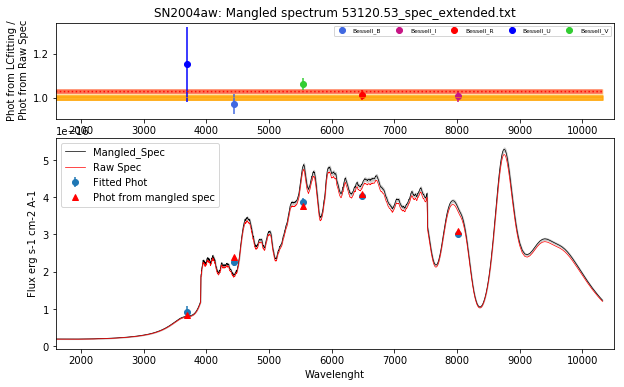 SN2004aw: Mangled spectrum 53120.53_spec_extended.txt
Phot from LCfitting /
Phot from Raw Spec
1.2
1.0
Bessell_B
Bessell_I
Bessell_R
Bessell_U
Bessell_V
2000 3000 4000 5000 6000 7000 8000 9000 10000
Flux erg s-1 cm-2 A-1
5
4
3
2
1
0
Mangled_Spec
Raw Spec
Fitted Phot
Phot from mangled spec
2000 3000 4000 5000 6000 7000 8000 9000 10000
Wavelenght